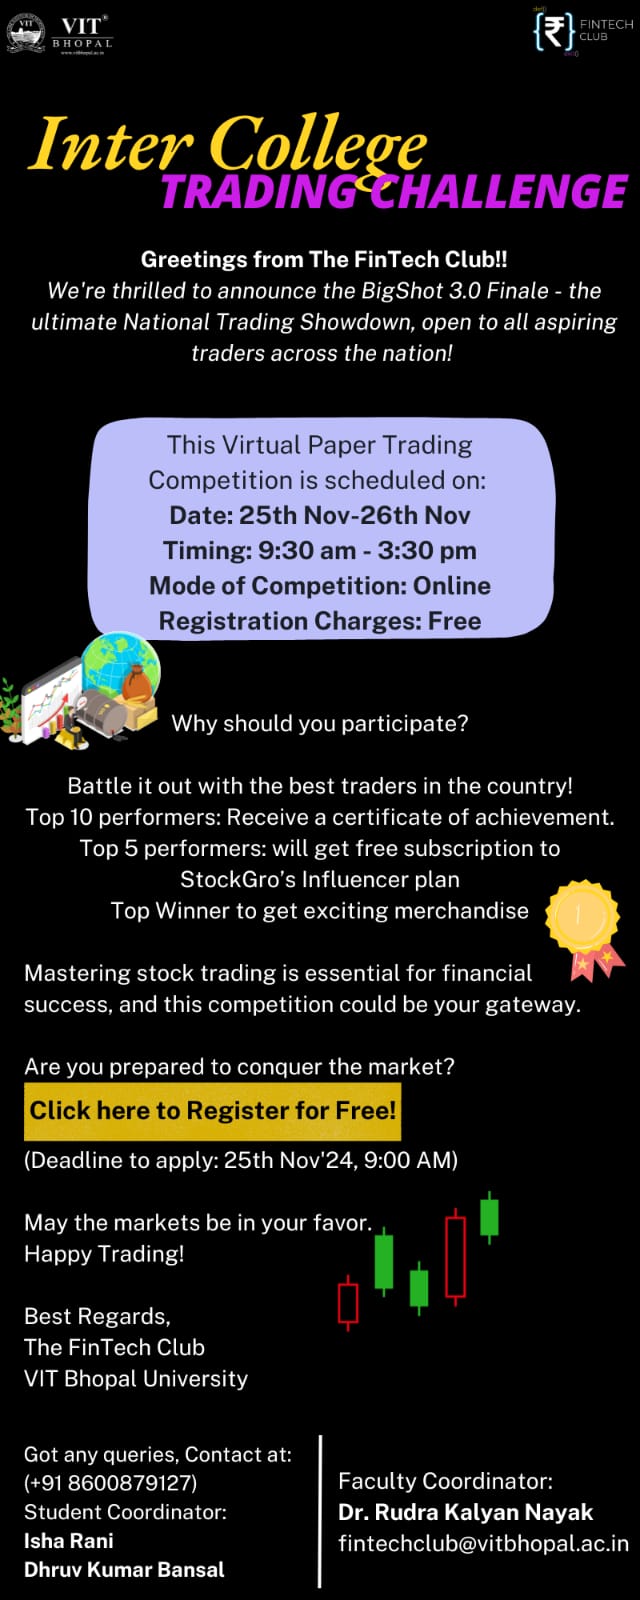 VIT®
BHOPAL
www.vitbhopal.ac.in
VIT
FINTECH
CLUB
Inter College
TRADING CHALLENGE
Greetings from The FinTech Club!!
We're thrilled to announce the BigShot 3.0 Finale - the
ultimate National Trading Showdown, open to all aspiring
traders across the nation!
This Virtual Paper Trading
Competition is scheduled on:
Date: 25th Nov-26th Nov
Timing: 9:30 am - 3:30 pm
Mode of Competition: Online
Registration Charges: Free
Why should you participate?
Battle it out with the best traders in the country!
Top 10 performers: Receive a certificate of achievement.
Top 5 performers: will get free subscription to
StockGro’s Influencer plan
Top Winner to get exciting merchandise
1
Mastering stock trading is essential for financial
success, and this competition could be your gateway.
Are you prepared to conquer the market?
Click here to Register for Free!
(Deadline to apply: 25th Nov'24, 9:00 AM)
May the markets be in your favor.
Happy Trading!
Best Regards,
The FinTech Club
VIT Bhopal University
Got any queries, Contact at:
(+91 8600879127)
Student Coordinator:
Isha Rani
Dhruv Kumar Bansal
Faculty Coordinator:
Dr. Rudra Kalyan Nayak
fintechclub@vitbhopal.ac.in